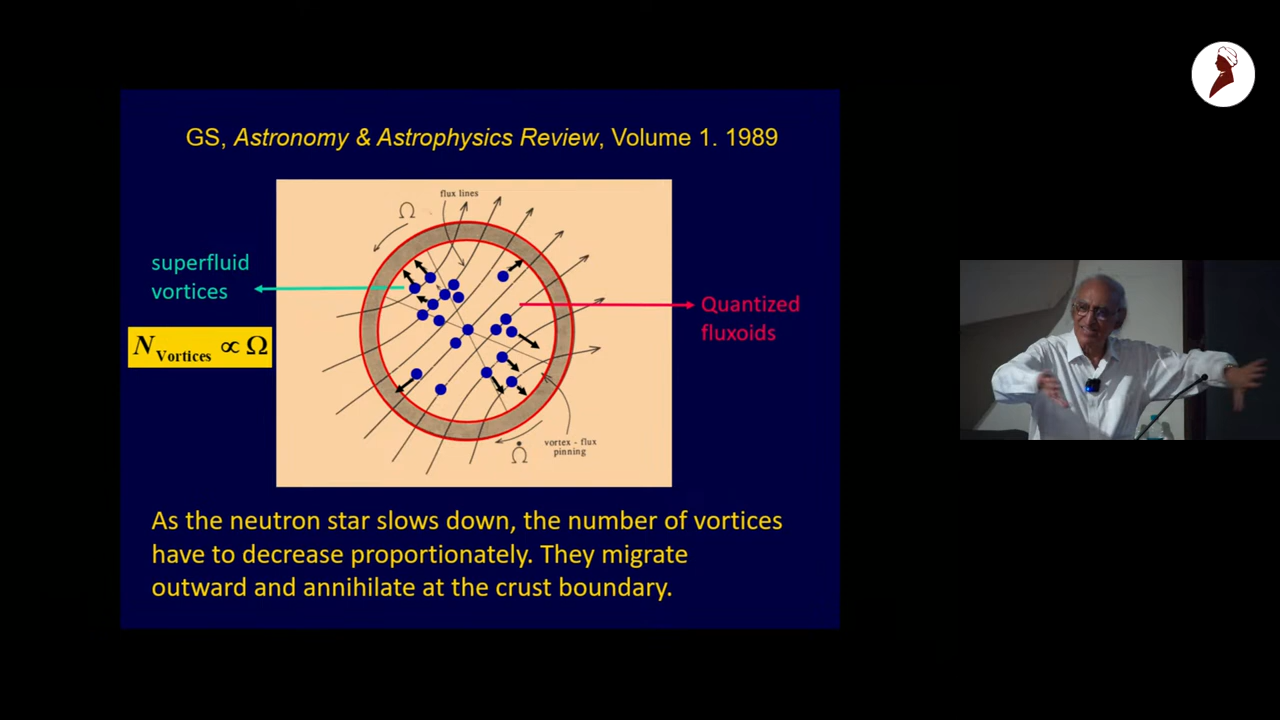 GS, Astronomy & Astrophysics Review, Volume 1. 1989
flux lines
Ω
superfluid
vortices
N Vortices ∝ Ω
Quantized
fluxoids
vortex - flux
pinning
Ω̇
As the neutron star slows down, the number of vortices
have to decrease proportionately. They migrate
outward and annihilate at the crust boundary.